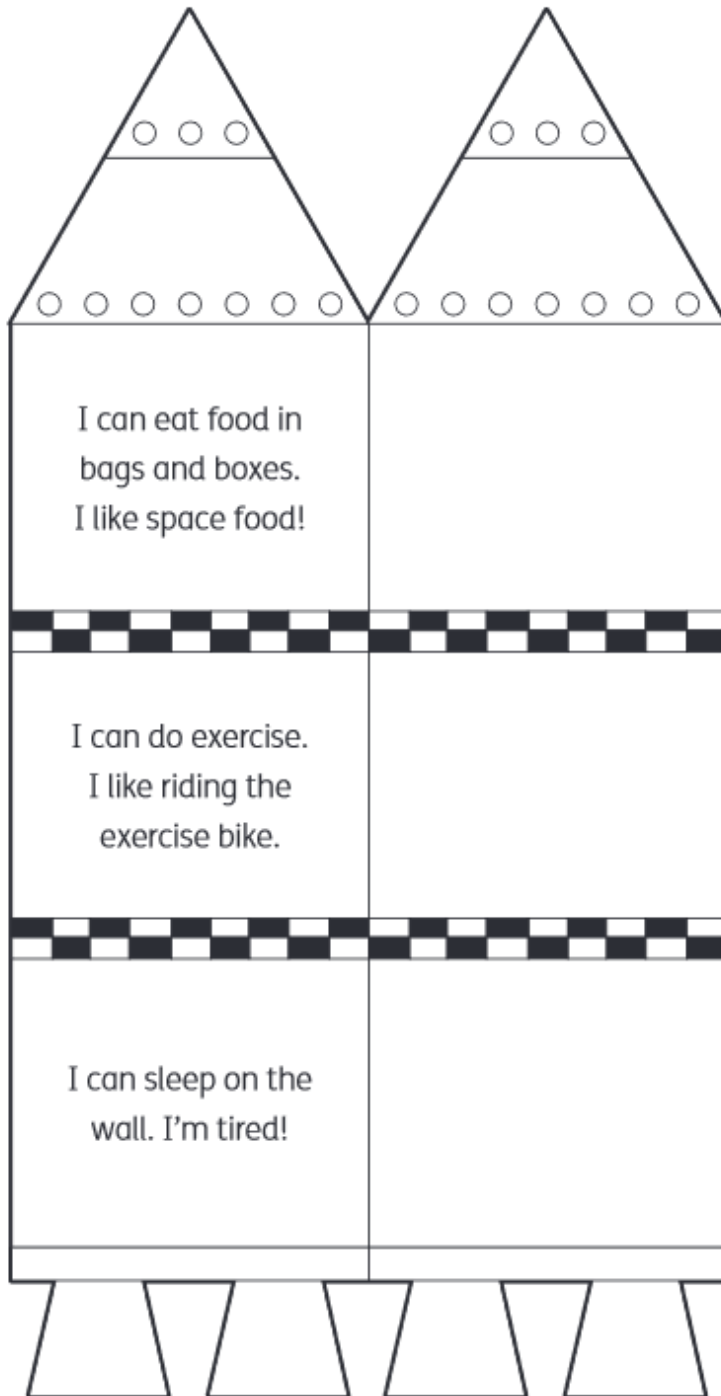 I can eat food in
bags and boxes.
I like space food!
I can do exercise.
I like riding the
exercise bike.
I can sleep on the
wall. I'm tired!